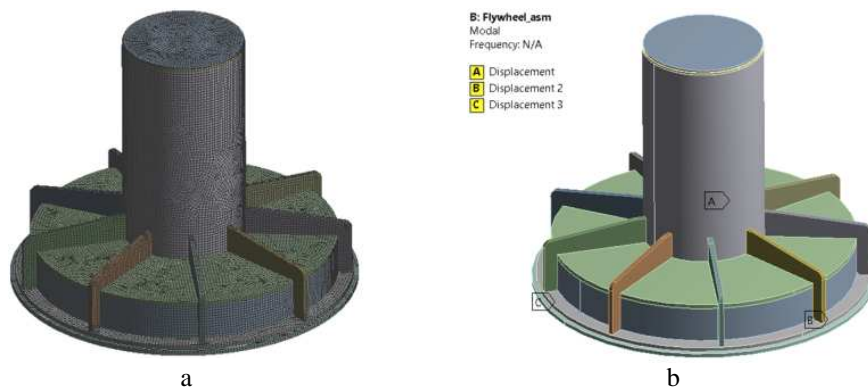 B: Flywheel_asm
Modal
Frequency: N/A
A Displacement
B Displacement 2
C Displacement 3
A
C
B
a
b